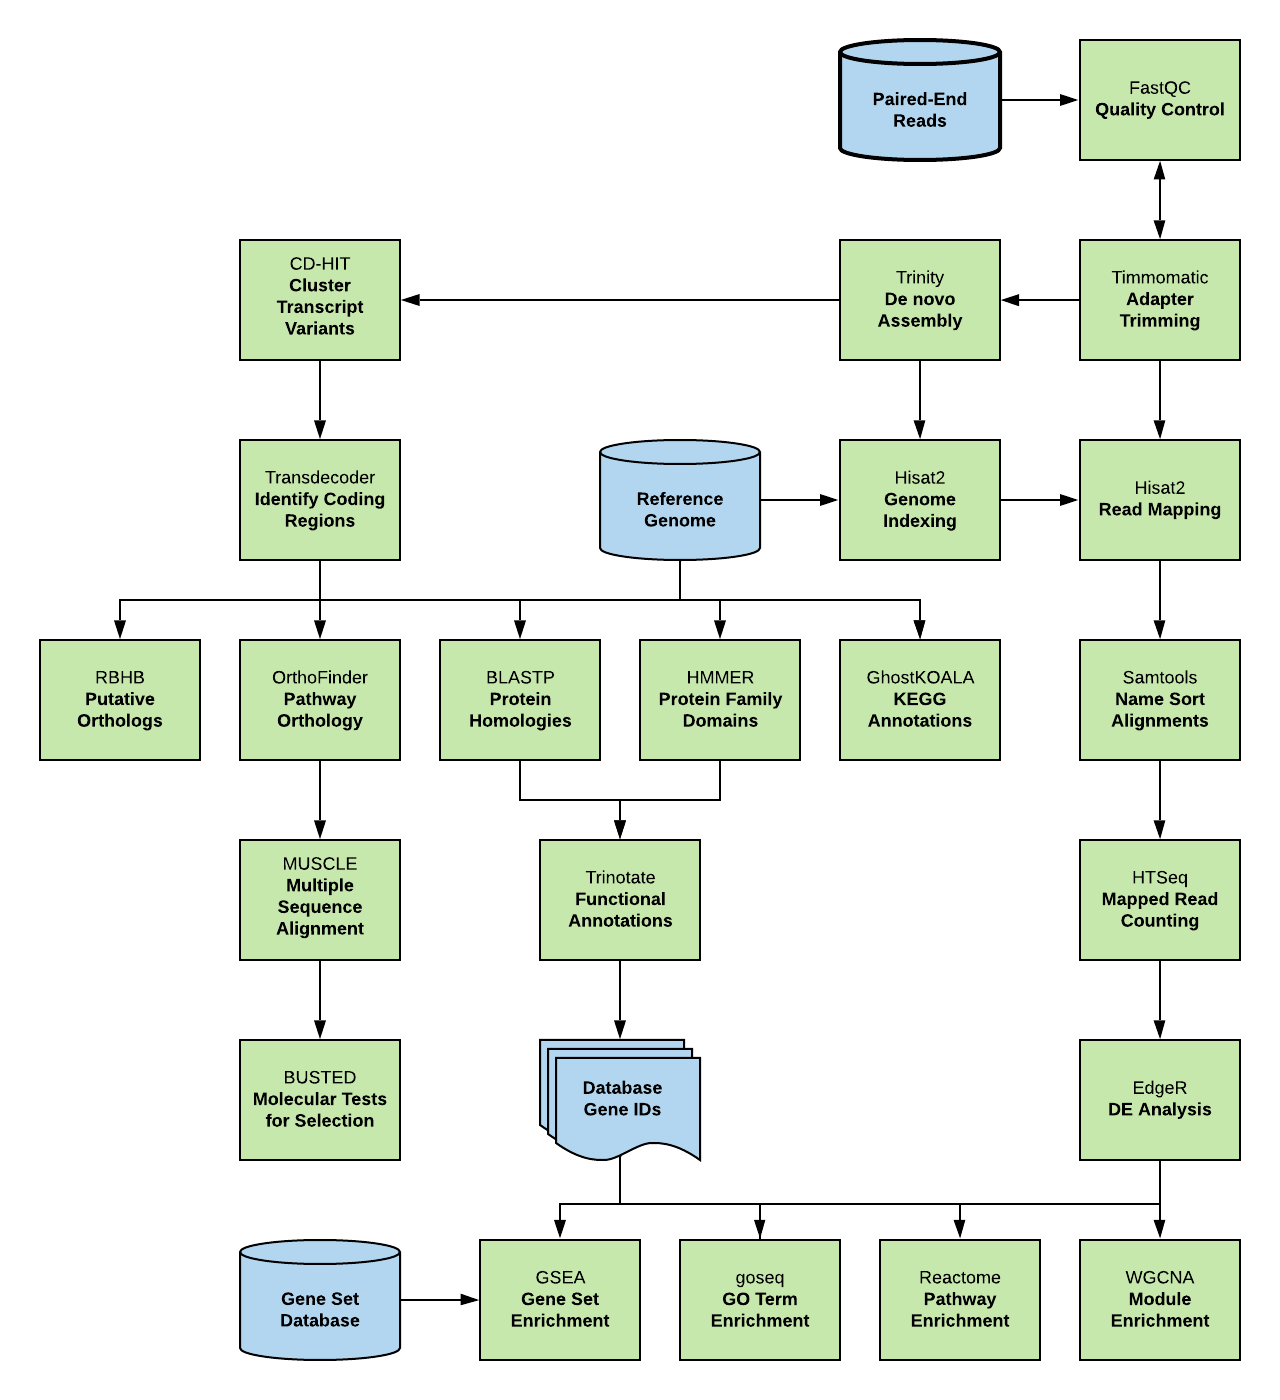 Paired-End
Reads
FastQC
Quality Control
CD-HIT
Cluster
Transcript
Variants
Trinity
De novo
Assembly
Timmomatic
Adapter
Trimming
Transdecoder
Identify Coding
Regions
Reference
Genome
Hisat2
Genome
Indexing
Hisat2
Read Mapping
RBHB
Putative
Orthologs
OrthoFinder
Pathway
Orthology
BLASTP
Protein
Homologies
HMMER
Protein Family
Domains
GhostKOALA
KEGG
Annotations
Samtools
Name Sort
Alignments
MUSCLE
Multiple
Sequence
Alignment
Trinotate
Functional
Annotations
HTSeq
Mapped Read
Counting
BUSTED
Molecular Tests
for Selection
Database
Gene IDs
EdgeR
DE Analysis
Gene Set
Database
GSEA
Gene Set
Enrichment
goseq
GO Term
Enrichment
Reactome
Pathway
Enrichment
WGCNA
Module
Enrichment